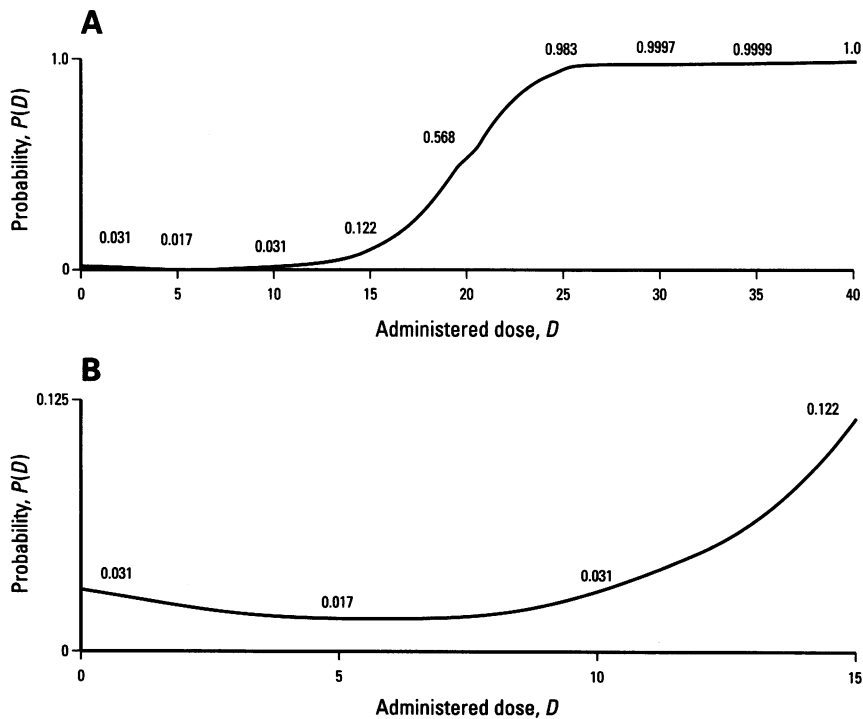 A
1.0
0.983 0.9997 0.9999 1.0
0.568
0.122
0.031 0.017 0.031
0
0 5 10 15 20 25 30 35 40
Probability, P(D)
Administered dose, D
B
0.125
0.122
0.031
0.017
0.031
0
0 5 10 15
Probability, P(D)
Administered dose, D